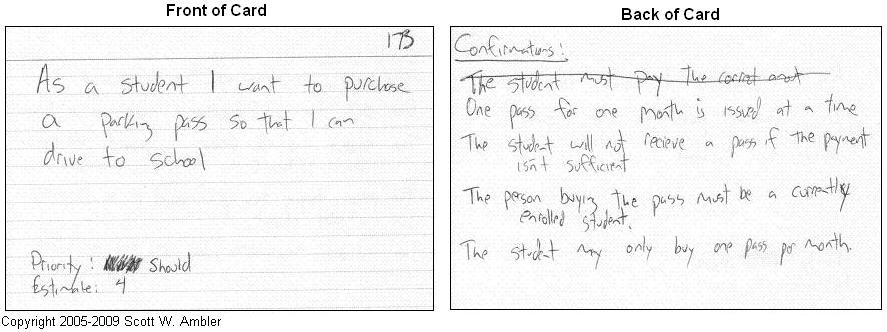 Front of Card
173
As a student I want to purchase
a parking pass so that I can
drive to school
Priority: Should
Estimate: 4
Back of Card
Confirmations:
The student must pay the correct amt
One pass for one month is issued at a time
The student will not recieve a pass if the payment
isn't sufficient
The person buying the pass must be a currently
enrolled student.
The student may only buy one pass per month.
Copyright 2005-2009 Scott W. Ambler